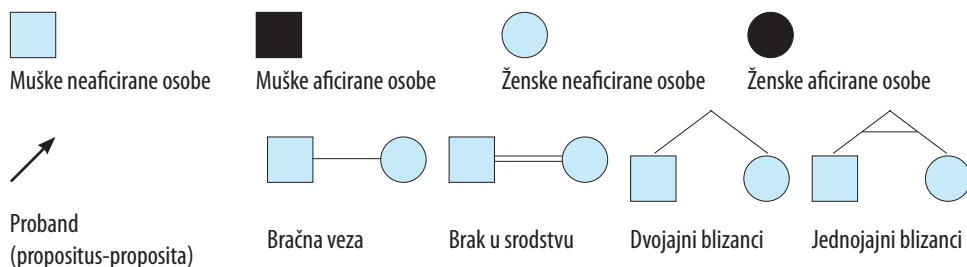 Muške neaficirane osobe
Muške aficirane osobe
Ženske neaficirane osobe
Ženske aficirane osobe
Proband
(propositus-proposita)
Bračna veza
Brak u srodstvu
Dvojajni blizanci
Jednojajni blizanci